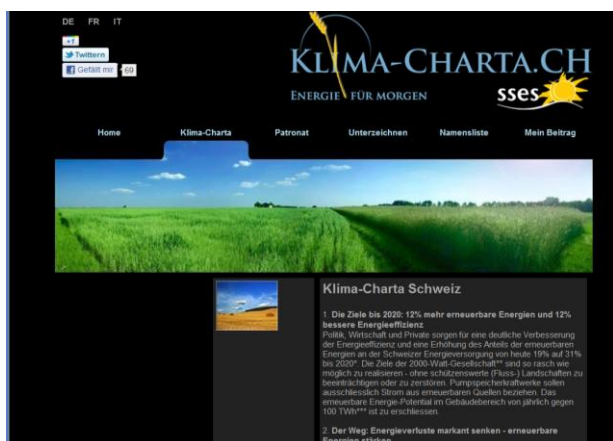 DE FR IT
+1
Twittern
Gefällt mir 69
KLIMA-CHARTA.CH
ENERGIE FÜR MORGEN
sses
Home Klima-Charta Patronat Unterzeichnen Namensliste Mein Beitrag
Klima-Charta Schweiz
1. Die Ziele bis 2020: 12% mehr erneuerbare Energien und 12%
bessere Energieeffizienz
Politik, Wirtschaft und Private sorgen für eine deutliche Verbesserung
der Energieeffizienz und eine Erhöhung des Anteils der erneuerbaren
Energien an der Schweizer Energieversorgung von heute 19% auf 31%
bis 2020*. Die Ziele der 2000-Watt-Gesellschaft** sind so rasch wie
möglich zu realisieren - ohne schützenswerte (Fluss-) Landschaften zu
beeinträchtigen oder zu zerstören. Pumpspeicherkraftwerke sollen
ausschliesslich Strom aus erneuerbaren Quellen beziehen. Das
erneuerbare Energie-Potential im Gebäudebereich von jährlich gegen
100 TWh*** ist zu erschliessen.
2. Der Weg: Energieverluste markant senken - erneuerbare
Energien stärken